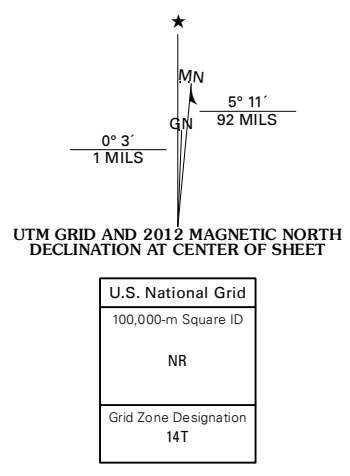 ★
MN
GN
5° 11´
92 MILS
0° 3´
1 MILS
UTM GRID AND 2012 MAGNETIC NORTH
DECLINATION AT CENTER OF SHEET
U.S. National Grid
100,000-m Square ID
NR
Grid Zone Designation
14T